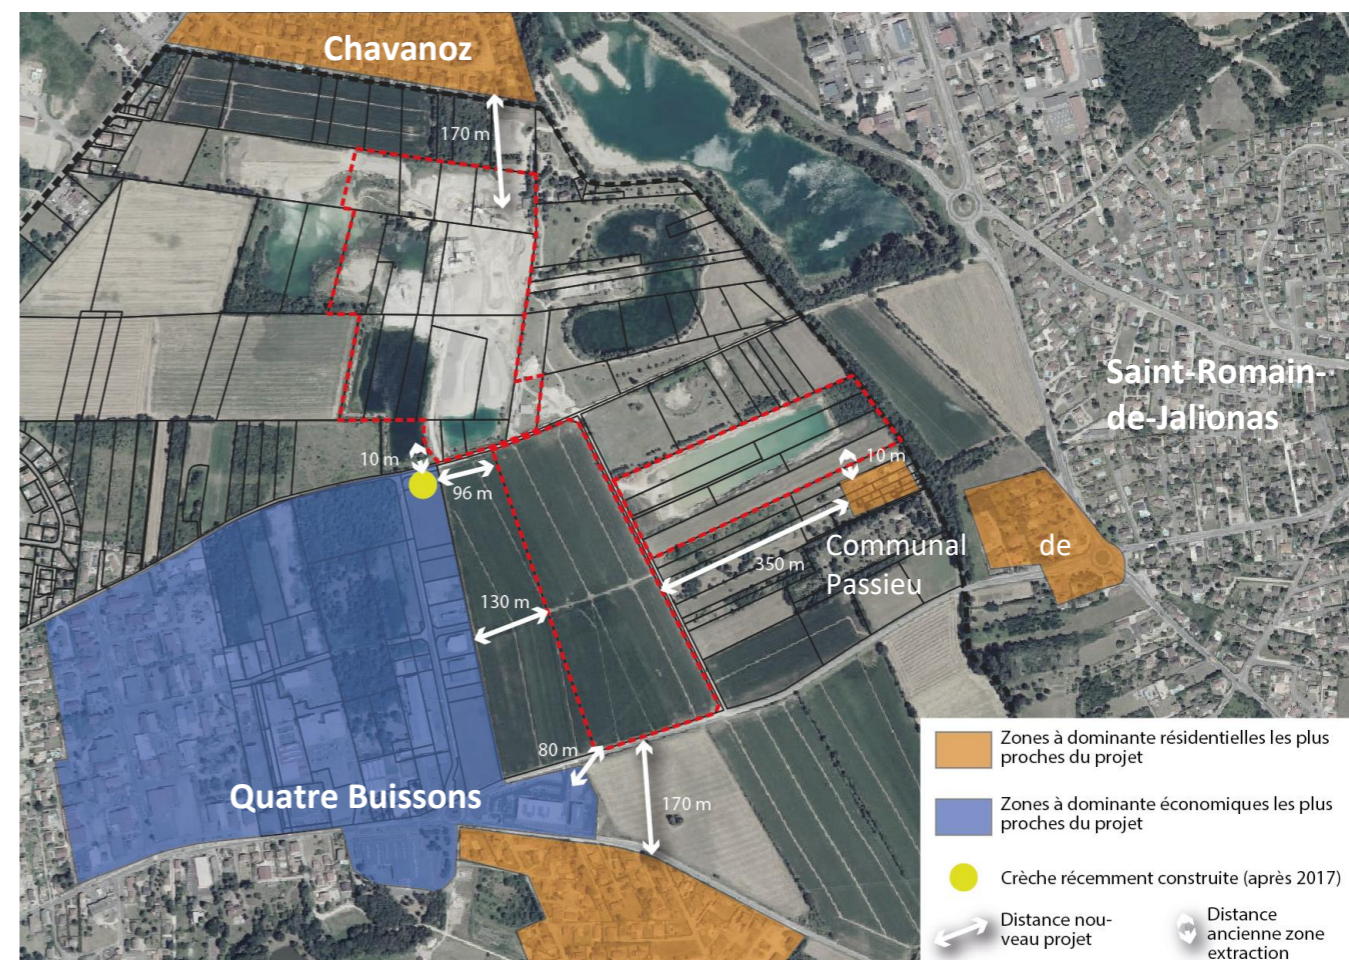 Chavanoz
170 m
Saint-Romain-
de-Jalionas
10 m
10 m
96 m
Communal de
Passieu
350 m
130 m
80 m
Quatre Buissons
170 m
Zones à dominante résidentielles les plus
proches du projet
Zones à dominante économiques les plus
proches du projet
Crèche récemment construite (après 2017)
Distance nou-
veau projet
Distance
ancienne zone
extraction